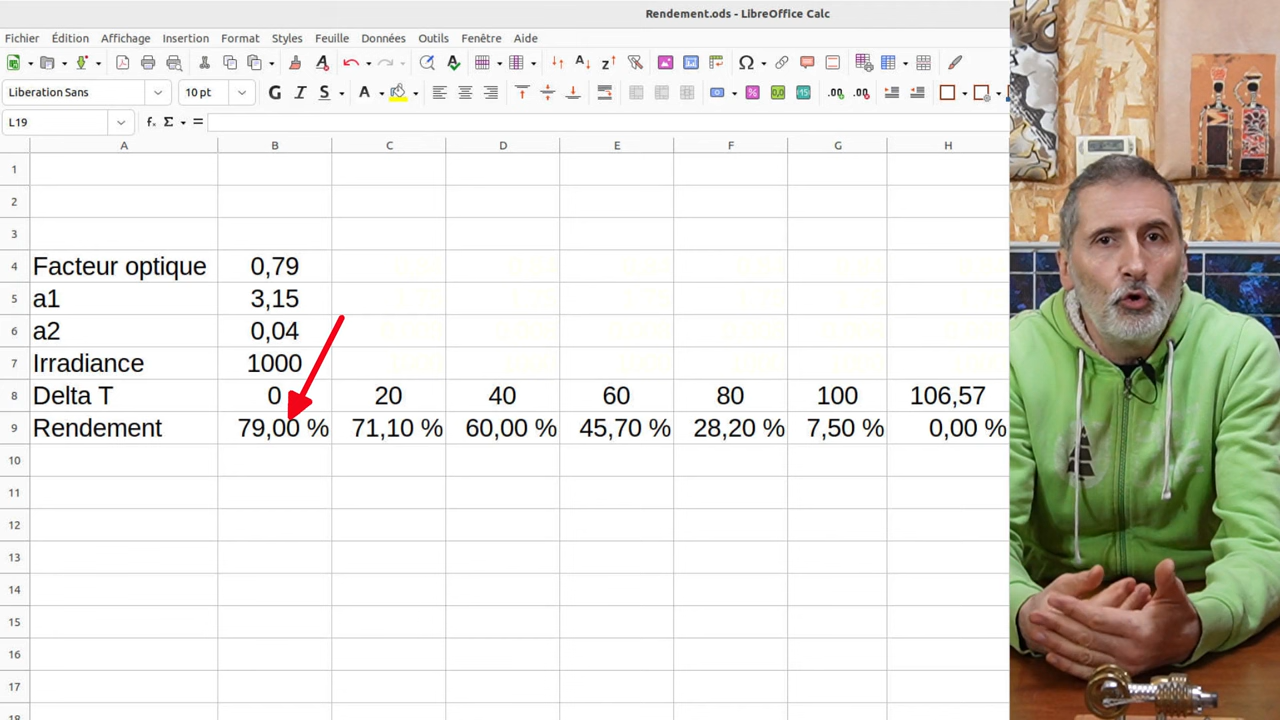 Rendement.ods - LibreOffice Calc
Fichier Édition Affichage Insertion Format Styles Feuille Données Outils Fenêtre Aide
Liberation Sans 10 pt G I S A
L19 fx Σ =
A B C D E F G H
1
2
3
4 Facteur optique 0,79
5 a1 3,15
6 a2 0,04
7 Irradiance 1000
8 Delta T 0 20 40 60 80 100 106,57
9 Rendement 79,00 % 71,10 % 60,00 % 45,70 % 28,20 % 7,50 % 0,00 %
10
11
12
13
14
15
16
17
18